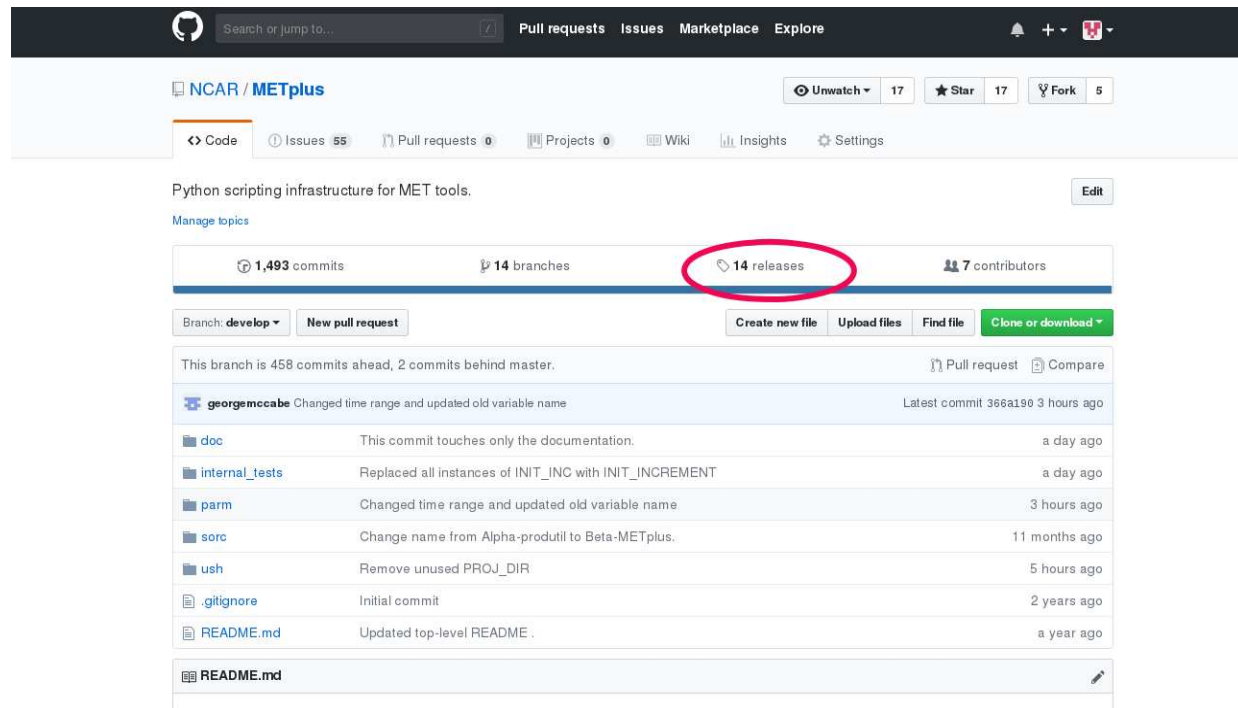 Search or jump to... / Pull requests Issues Marketplace Explore
NCAR / METplus Unwatch 17 Star 17 Fork 5
Code Issues 55 Pull requests 0 Projects 0 Wiki Insights Settings
Python scripting infrastructure for MET tools. Edit
Manage topics
1,493 commits 14 branches 14 releases 7 contributors
Branch: develop New pull request Create new file Upload files Find file Clone or download
This branch is 458 commits ahead, 2 commits behind master. Pull request Compare
georgemccabe Changed time range and updated old variable name Latest commit 366a190 3 hours ago
doc This commit touches only the documentation. a day ago
internal_tests Replaced all instances of INIT_INC with INIT_INCREMENT a day ago
parm Changed time range and updated old variable name 3 hours ago
sorc Change name from Alpha-produtil to Beta-METplus. 11 months ago
ush Remove unused PROJ_DIR 5 hours ago
.gitignore Initial commit 2 years ago
README.md Updated top-level README . a year ago
README.md